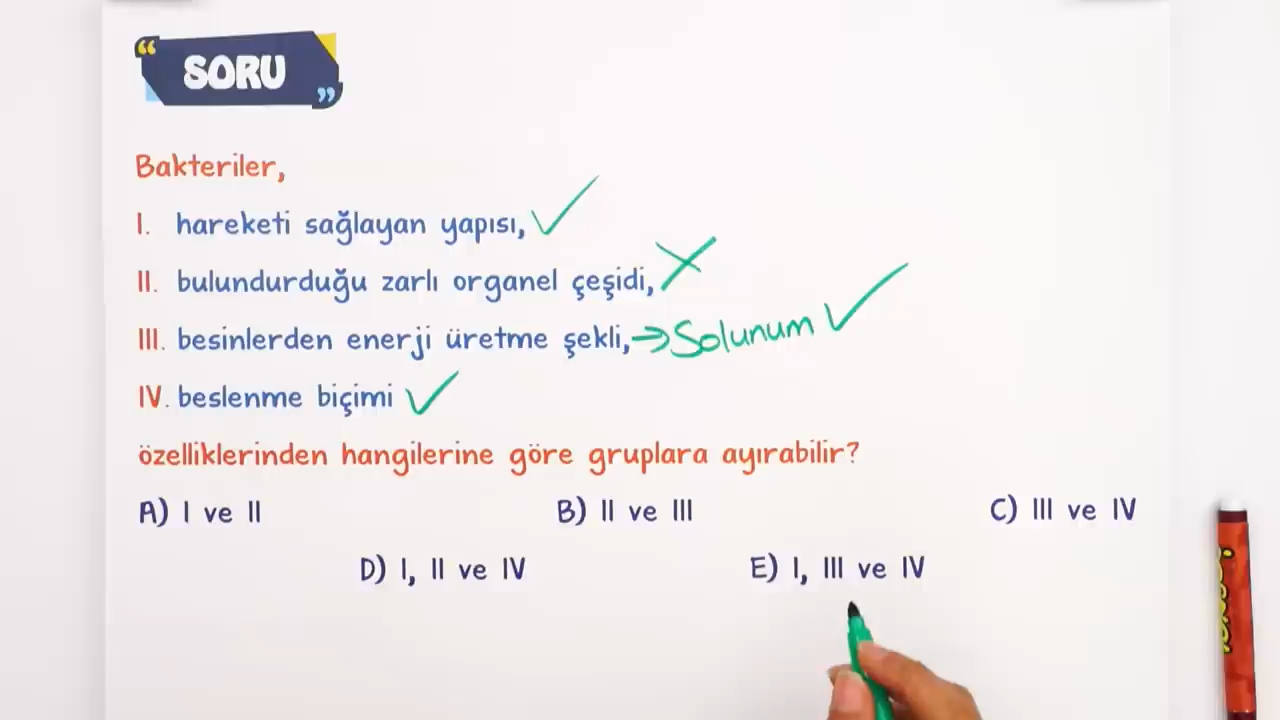 “ SORU ”
Bakteriler,
I. hareketi sağlayan yapısı,
II. bulundurduğu zarlı organel çeşidi,
III. besinlerden enerji üretme şekli, → Solunum
IV. beslenme biçimi
özelliklerinden hangilerine göre gruplara ayırabilir?
A) I ve II B) II ve III C) III ve IV
D) I, II ve IV E) I, III ve IV